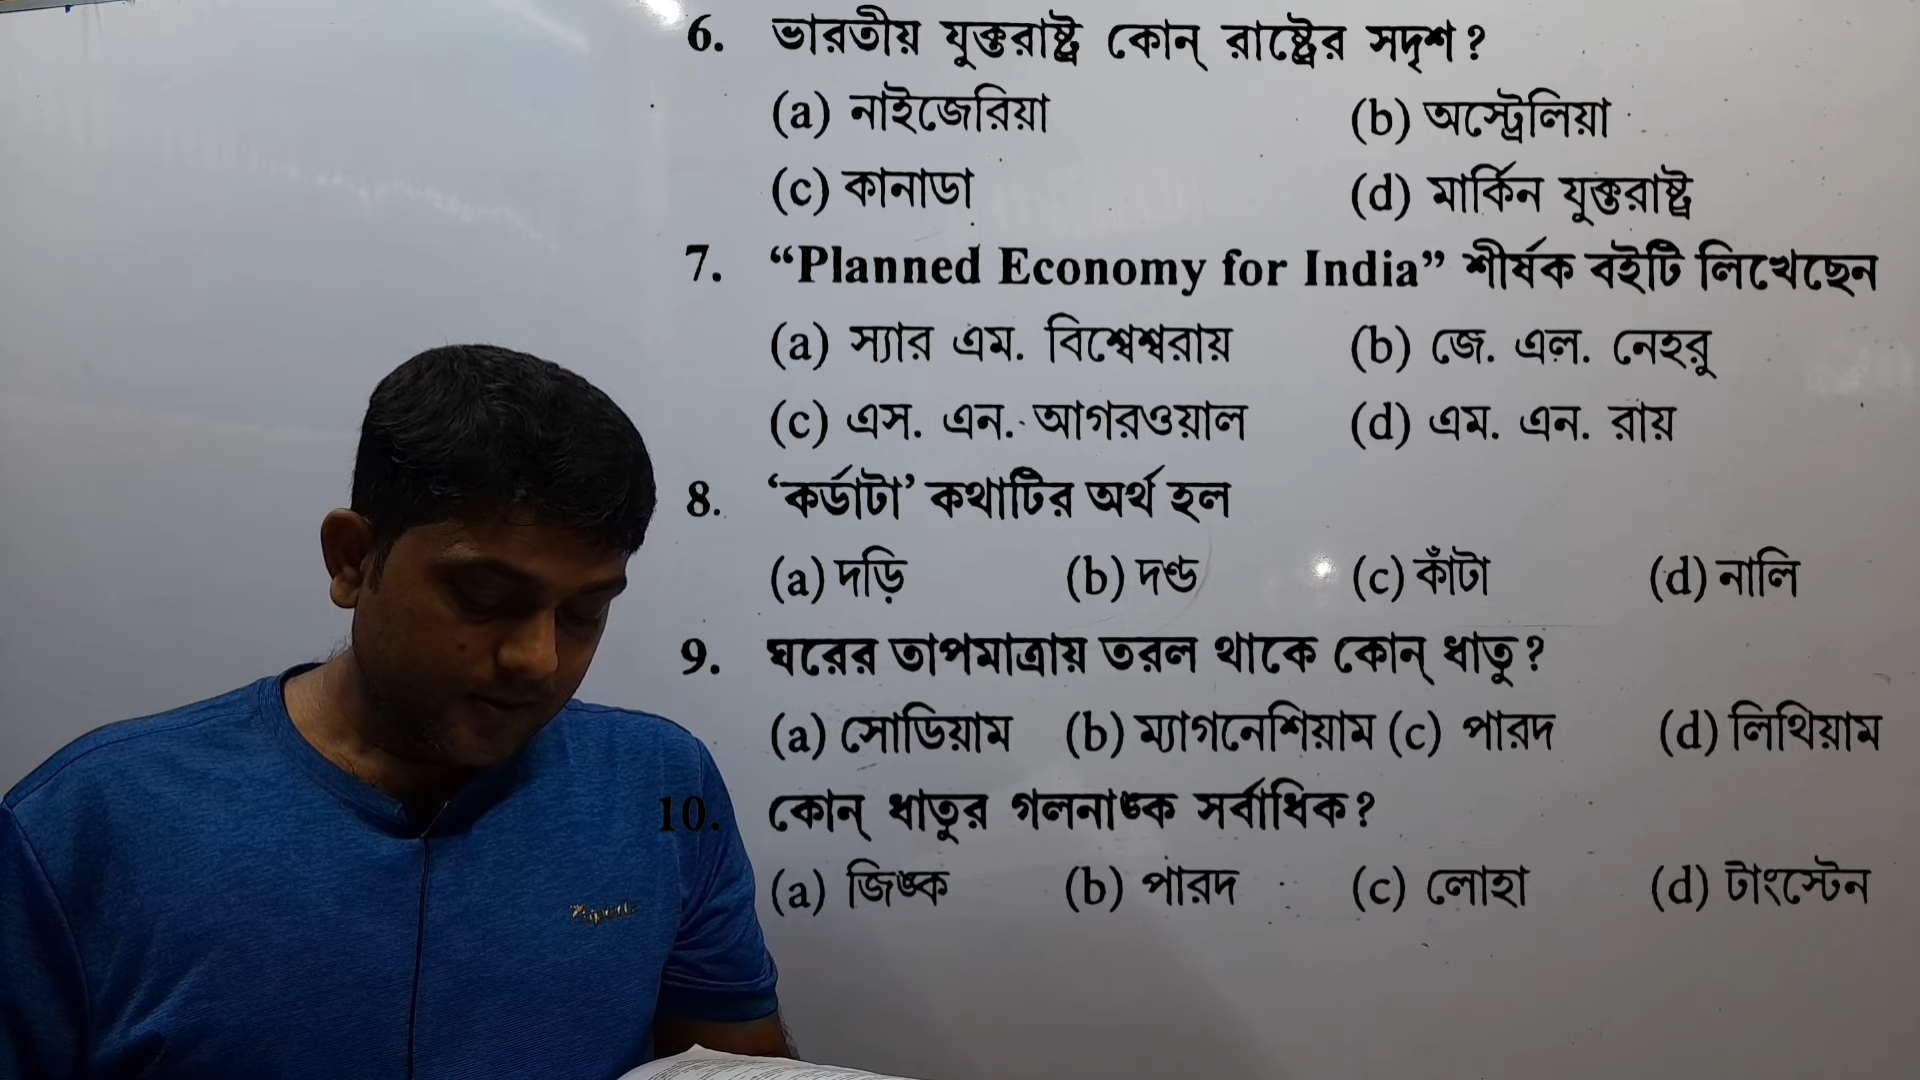 6. ভারতীয় যুক্তরাষ্ট্র কোন্ রাষ্ট্রের সদৃশ?
(a) নাইজেরিয়া (b) অস্ট্রেলিয়া
(c) কানাডা (d) মার্কিন যুক্তরাষ্ট্র
7. “Planned Economy for India” শীর্ষক বইটি লিখেছেন
(a) স্যার এম. বিশ্বেশ্বরায় (b) জে. এল. নেহরু
(c) এস. এন. আগরওয়াল (d) এম. এন. রায়
8. ‘কর্ডাটা’ কথাটির অর্থ হল
(a) দড়ি (b) দণ্ড (c) কাঁটা (d) নালি
9. ঘরের তাপমাত্রায় তরল থাকে কোন্ ধাতু?
(a) সোডিয়াম (b) ম্যাগনেশিয়াম (c) পারদ (d) লিথিয়াম
10. কোন্ ধাতুর গলনাঙ্ক সর্বাধিক?
(a) জিঙ্ক (b) পারদ (c) লোহা (d) টাংস্টেন